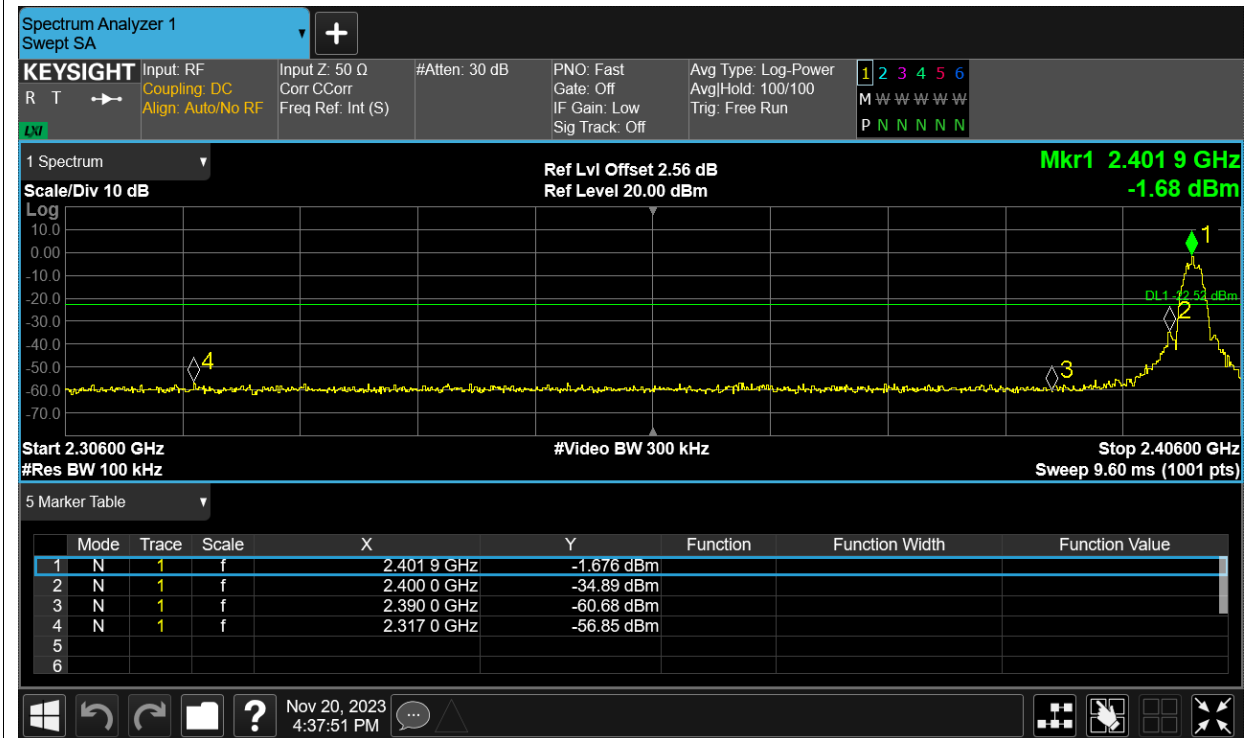 Spectrum Analyzer 1
Swept SA
KEYSIGHT
R T
LXI
Input: RF
Coupling: DC
Align: Auto/No RF
Input Z: 50 Ω
Corr CCorr
Freq Ref: Int (S)
#Atten: 30 dB
PNO: Fast
Gate: Off
IF Gain: Low
Sig Track: Off
Avg Type: Log-Power
Avg|Hold: 100/100
Trig: Free Run
1 2 3 4 5 6
M W W W W W
P N N N N N
1 Spectrum
Scale/Div 10 dB
Ref Lvl Offset 2.56 dB
Ref Level 20.00 dBm
Mkr1 2.401 9 GHz
-1.68 dBm
Log
10.0
0.00
-10.0
-20.0
-30.0
-40.0
-50.0
-60.0
-70.0
1
DL1 -22.52 dBm
2
4
3
Start 2.30600 GHz
#Video BW 300 kHz
Stop 2.40600 GHz
#Res BW 100 kHz
Sweep 9.60 ms (1001 pts)
5 Marker Table
Mode Trace Scale X Y Function Function Width Function Value
1 N 1 f 2.401 9 GHz -1.676 dBm
2 N 1 f 2.400 0 GHz -34.89 dBm
3 N 1 f 2.390 0 GHz -60.68 dBm
4 N 1 f 2.317 0 GHz -56.85 dBm
5
6
?
Nov 20, 2023
4:37:51 PM